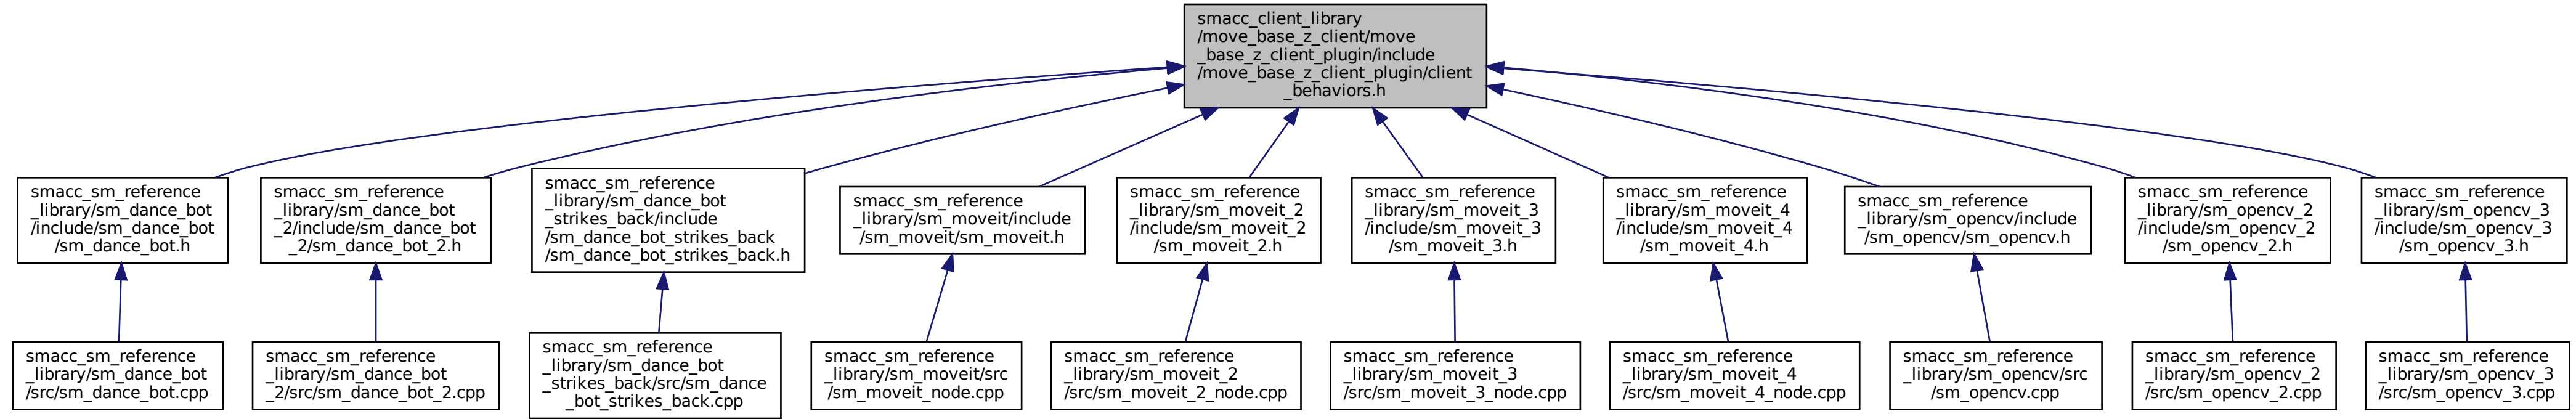 smacc_client_library
/move_base_z_client/move
_base_z_client_plugin/include
/move_base_z_client_plugin/client
_behaviors.h
smacc_sm_reference
_library/sm_dance_bot
/include/sm_dance_bot
/sm_dance_bot.h
smacc_sm_reference
_library/sm_dance_bot
_2/include/sm_dance_bot
_2/sm_dance_bot_2.h
smacc_sm_reference
_library/sm_dance_bot
_strikes_back/include
/sm_dance_bot_strikes_back
/sm_dance_bot_strikes_back.h
smacc_sm_reference
_library/sm_moveit/include
/sm_moveit/sm_moveit.h
smacc_sm_reference
_library/sm_moveit_2
/include/sm_moveit_2
/sm_moveit_2.h
smacc_sm_reference
_library/sm_moveit_3
/include/sm_moveit_3
/sm_moveit_3.h
smacc_sm_reference
_library/sm_moveit_4
/include/sm_moveit_4
/sm_moveit_4.h
smacc_sm_reference
_library/sm_opencv/include
/sm_opencv/sm_opencv.h
smacc_sm_reference
_library/sm_opencv_2
/include/sm_opencv_2
/sm_opencv_2.h
smacc_sm_reference
_library/sm_opencv_3
/include/sm_opencv_3
/sm_opencv_3.h
smacc_sm_reference
_library/sm_dance_bot
/src/sm_dance_bot.cpp
smacc_sm_reference
_library/sm_dance_bot
_2/src/sm_dance_bot_2.cpp
smacc_sm_reference
_library/sm_dance_bot
_strikes_back/src/sm_dance
_bot_strikes_back.cpp
smacc_sm_reference
_library/sm_moveit/src
/sm_moveit_node.cpp
smacc_sm_reference
_library/sm_moveit_2
/src/sm_moveit_2_node.cpp
smacc_sm_reference
_library/sm_moveit_3
/src/sm_moveit_3_node.cpp
smacc_sm_reference
_library/sm_moveit_4
/src/sm_moveit_4_node.cpp
smacc_sm_reference
_library/sm_opencv/src
/sm_opencv.cpp
smacc_sm_reference
_library/sm_opencv_2
/src/sm_opencv_2.cpp
smacc_sm_reference
_library/sm_opencv_3
/src/sm_opencv_3.cpp